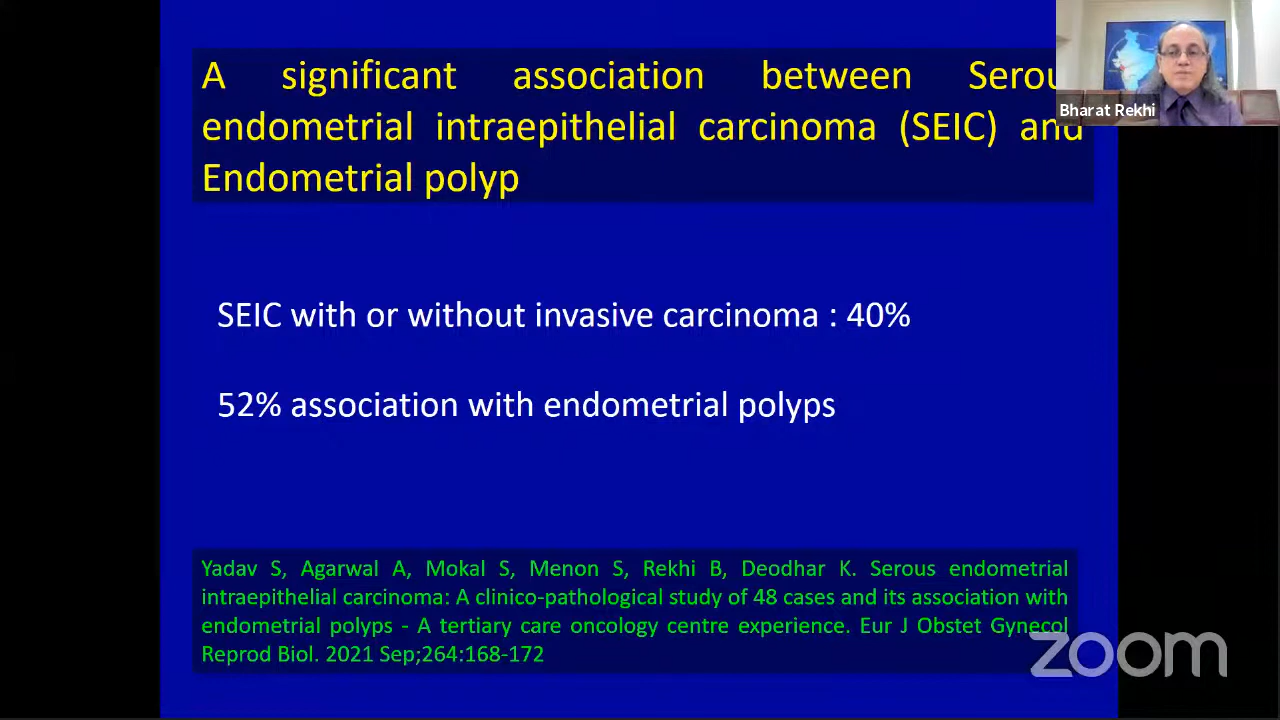 A significant association between Serou
endometrial intraepithelial carcinoma (SEIC) and
Endometrial polyp
Bharat Rekhi
SEIC with or without invasive carcinoma : 40%
52% association with endometrial polyps
Yadav S, Agarwal A, Mokal S, Menon S, Rekhi B, Deodhar K. Serous endometrial
intraepithelial carcinoma: A clinico-pathological study of 48 cases and its association with
endometrial polyps - A tertiary care oncology centre experience. Eur J Obstet Gynecol
Reprod Biol. 2021 Sep;264:168-172
zoom